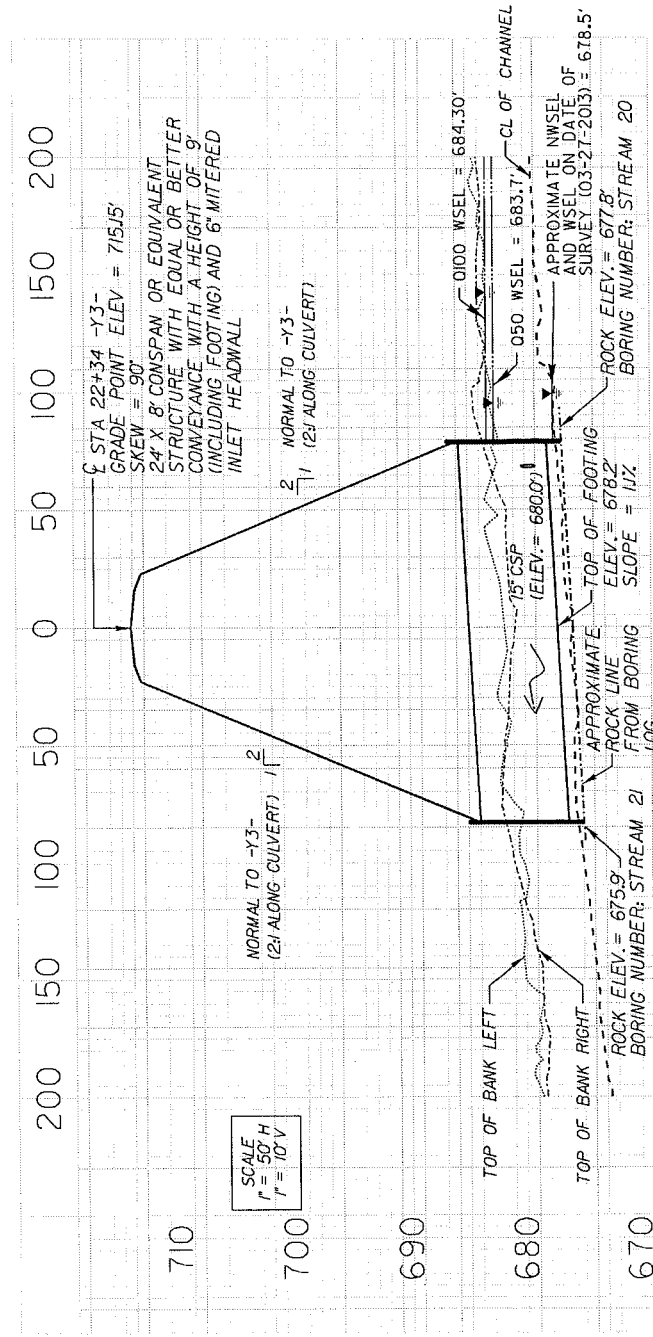 200
150
100
50
0
50
100
150
200
℄ STA 22+34 -Y3-
GRADE POINT ELEV = 715.15'
SKEW = 90°
24' X 8' CONSPAN OR EQUIVALENT
STRUCTURE WITH EQUAL OR BETTER
CONVEYANCE WITH A HEIGHT OF 9'
(INCLUDING FOOTING) AND 6" MITERED
INLET HEADWALL
SCALE
1" = 50' H
1" = 10' V
NORMAL TO -Y3-
(2:1 ALONG CULVERT)
2
1
2
1
NORMAL TO -Y3-
(2:1 ALONG CULVERT)
Q100 WSEL = 684.30'
Q50 WSEL = 683.7'
CL OF CHANNEL
APPROXIMATE NWSEL
AND WSEL ON DATE OF
SURVEY (03-27-2013) = 678.5'
15" CSP
(ELEV. = 680.0')
TOP OF BANK LEFT
TOP OF BANK RIGHT
ROCK ELEV. = 675.9'
BORING NUMBER: STREAM 21
APPROXIMATE
ROCK LINE
FROM BORING
LOG
TOP OF FOOTING
ELEV. = 678.2'
SLOPE = 1.1%
ROCK ELEV. = 677.8'
BORING NUMBER: STREAM 20
710
700
690
680
670